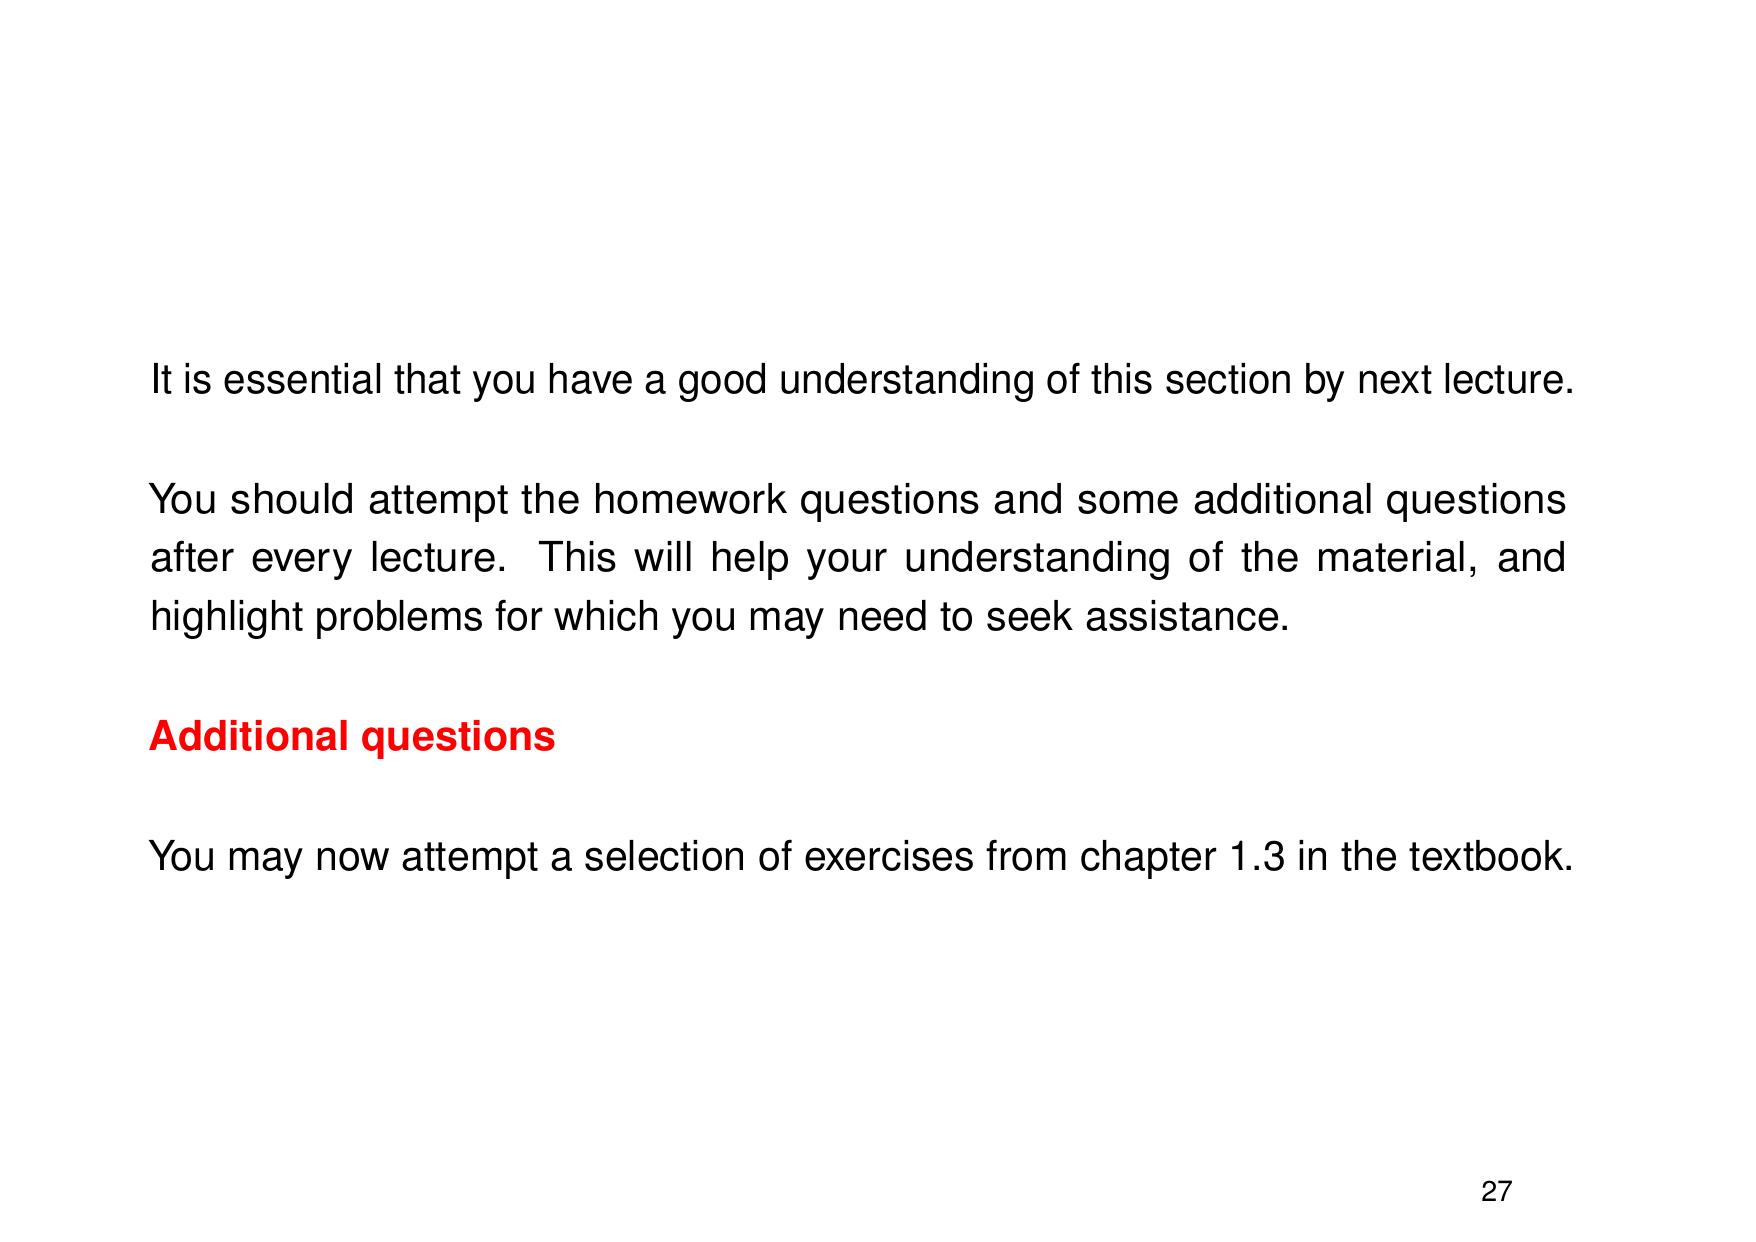 It is essential that you have a good understanding of this section by next lecture.
You should attempt the homework questions and some additional questions
after every lecture. This will help your understanding of the material, and
highlight problems for which you may need to seek assistance.
Additional questions
You may now attempt a selection of exercises from chapter 1.3 in the textbook.
27